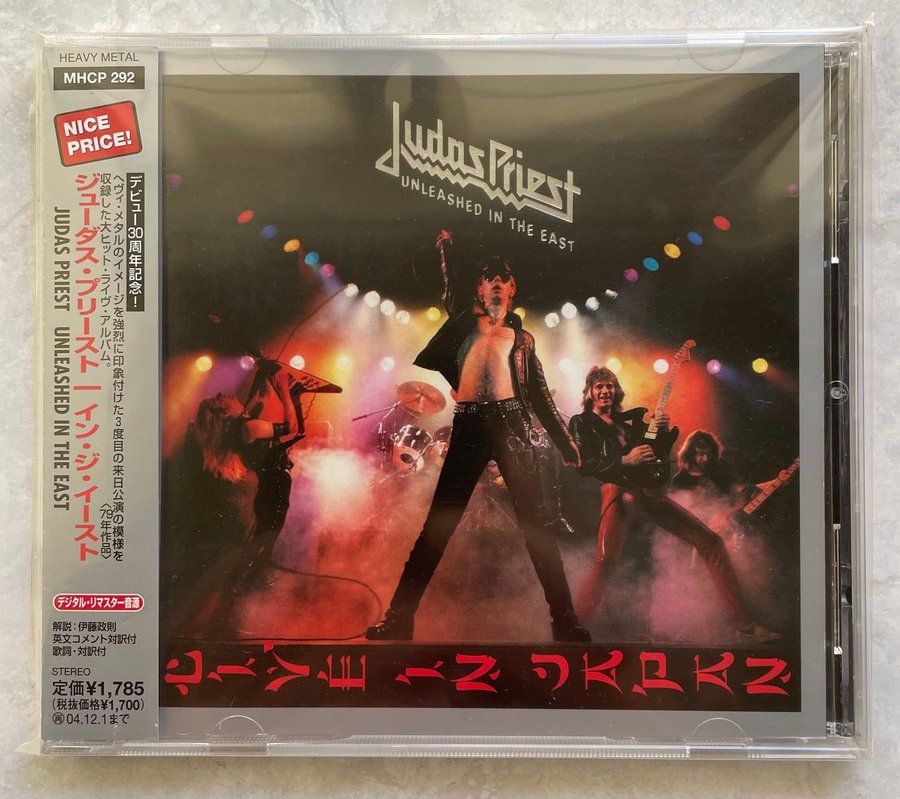 HEAVY METAL
MHCP 292
NICE
PRICE!
デビュー30周年記念!
ヘヴィ・メタルのイメージを強烈に印象付けた3度目の来日公演の模様を
収録した大ヒット・ライヴ・アルバム。
〈'79年作品〉
ジューダス・プリースト|イン・ジ・イースト
JUDAS PRIEST UNLEASHED IN THE EAST
デジタル・リマスター音源
解説:伊藤政則
英文コメント対訳付
歌詞・対訳付
STEREO
定価¥1,785
(税抜価格¥1,700)
再04.12.1まで
Judas Priest
UNLEASHED IN THE EAST
LIVE IN JAPAN